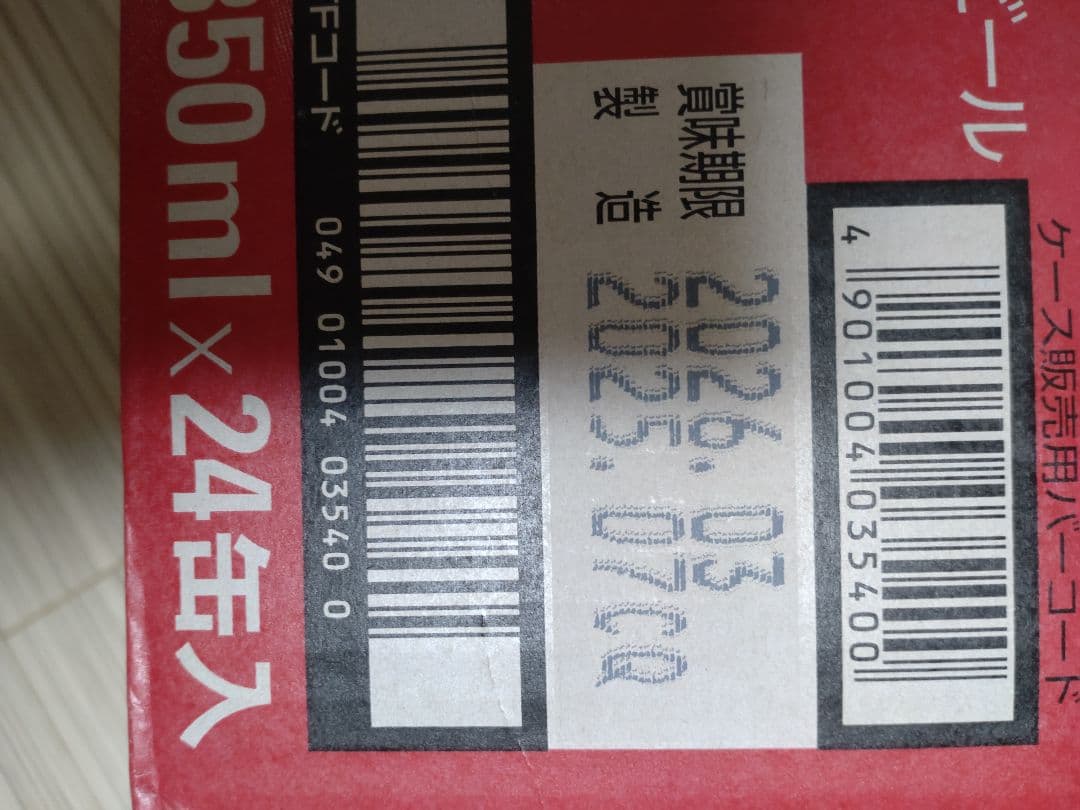 ビール
ケース販売用バーコード
4 901004 035400
賞味期限 2026.03
製造 2025.07
TFコード
049 01004 03540 0
350ml×24缶入